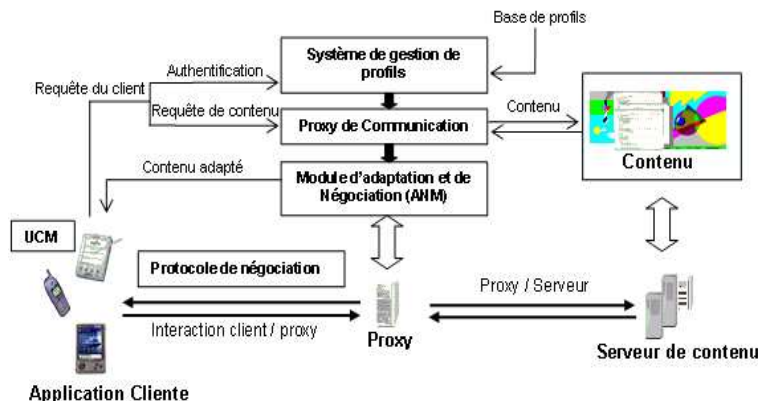 Base de profils
Système de gestion de
profils
Authentification
Requête du client
Requête de contenu
Proxy de Communication
Contenu
Contenu
Contenu adapté
Module d'adaptation et de
Négociation (ANM)
UCM
Protocole de négociation
Proxy / Serveur
Interaction client / proxy
Proxy
Serveur de contenu
Application Cliente